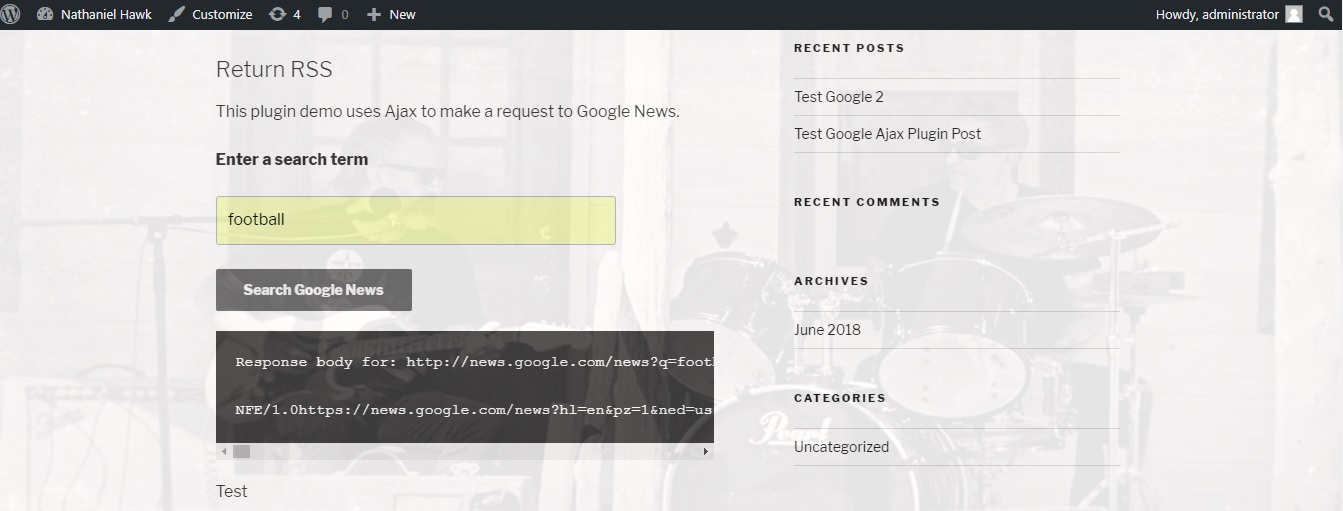 Nathaniel Hawk
Customize
4
0
New
Howdy, administrator
Return RSS
This plugin demo uses Ajax to make a request to Google News.
Enter a search term
football
Search Google News
Response body for: http://news.google.com/news?q=footb
NFE/1.0https://news.google.com/news?hl=en&pz=1&ned=us
Test
RECENT POSTS
Test Google 2
Test Google Ajax Plugin Post
RECENT COMMENTS
ARCHIVES
June 2018
CATEGORIES
Uncategorized
Pearl